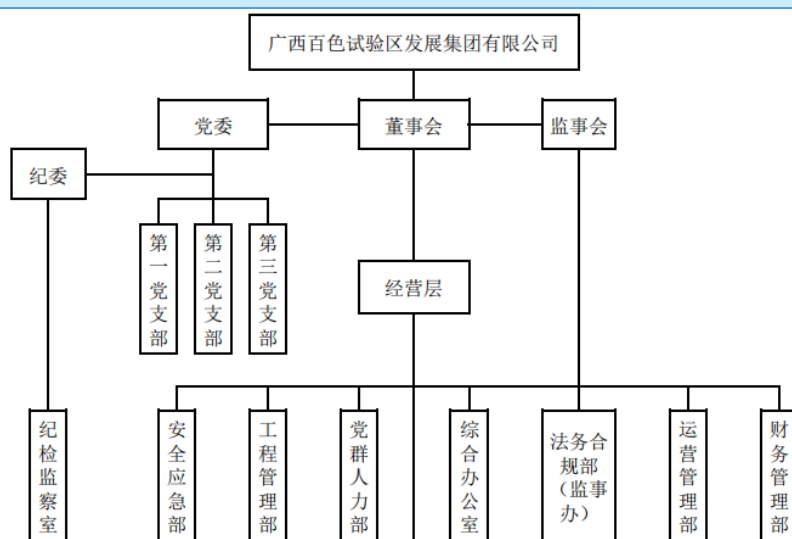 广西百色试验区发展集团有限公司
党委
董事会
监事会
纪委
第一党支部
第二党支部
第三党支部
经营层
纪检监察室
安全应急部
工程管理部
党群人力部
综合办公室
法务合
规部
（监事
办）
运营管理部
财务管理部